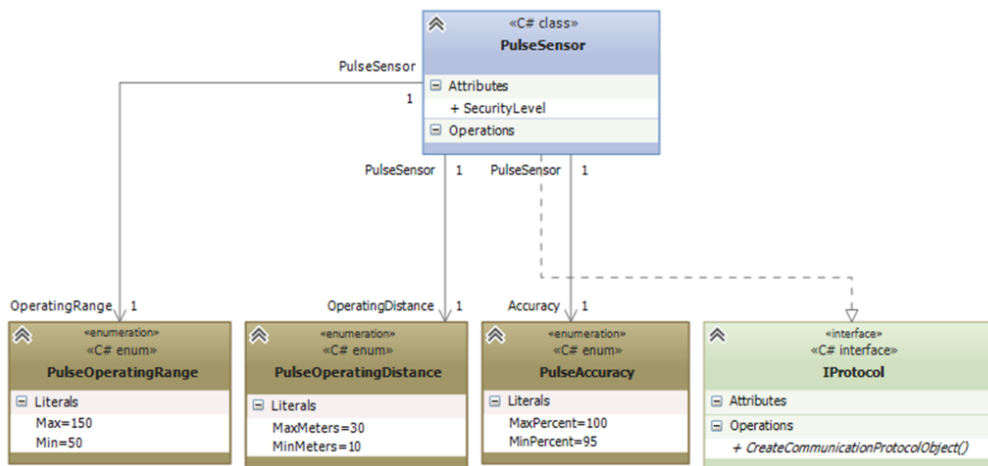 «C# class»
PulseSensor
Attributes
+ SecurityLevel
Operations
PulseSensor
1
PulseSensor 1
PulseSensor 1
OperatingRange 1
OperatingDistance 1
Accuracy 1
«enumeration»
«C# enum»
PulseOperatingRange
Literals
Max=150
Min=50
«enumeration»
«C# enum»
PulseOperatingDistance
Literals
MaxMeters=30
MinMeters=10
«enumeration»
«C# enum»
PulseAccuracy
Literals
MaxPercent=100
MinPercent=95
«interface»
«C# interface»
IProtocol
Attributes
Operations
+ CreateCommunicationProtocolObject()